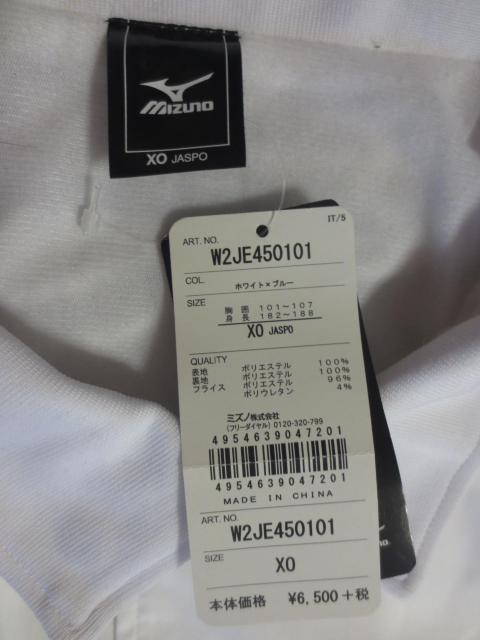 MIZUNO
XO JASPO
IT/5
ART. NO.
W2JE450101
COL.
ホワイト×ブルー
SIZE
胸 囲 101～107
身 長 182～188
XO JASPO
QUALITY
表地 ポリエステル 100%
裏地 ポリエステル 100%
フライス ポリエステル 96%
ポリウレタン 4%
ミズノ株式会社
(フリーダイヤル) 0120-320-799
4954639047201
4954639047201
MADE IN CHINA
ART. NO.
W2JE450101
SIZE
XO
本体価格 ¥6,500+税
MIZUNO